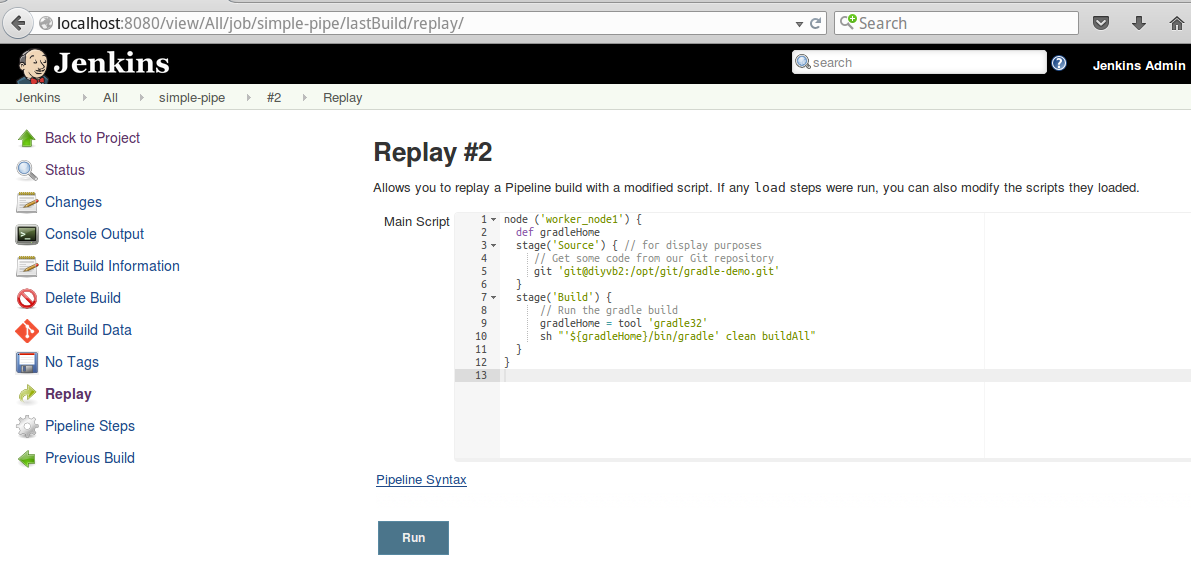 localhost:8080/view/All/job/simple-pipe/lastBuild/replay/
Search
Jenkins
search
Jenkins Admin
Jenkins All simple-pipe #2 Replay
Back to Project
Status
Changes
Console Output
Edit Build Information
Delete Build
Git Build Data
No Tags
Replay
Pipeline Steps
Previous Build
Replay #2
Allows you to replay a Pipeline build with a modified script. If any load steps were run, you can also modify the scripts they loaded.
Main Script
1 node ('worker_node1') {
2 def gradleHome
3 stage('Source') { // for display purposes
4 // Get some code from our Git repository
5 git 'git@diyvb2:/opt/git/gradle-demo.git'
6 }
7 stage('Build') {
8 // Run the gradle build
9 gradleHome = tool 'gradle32'
10 sh "'${gradleHome}/bin/gradle' clean buildAll"
11 }
12 }
13
Pipeline Syntax
Run